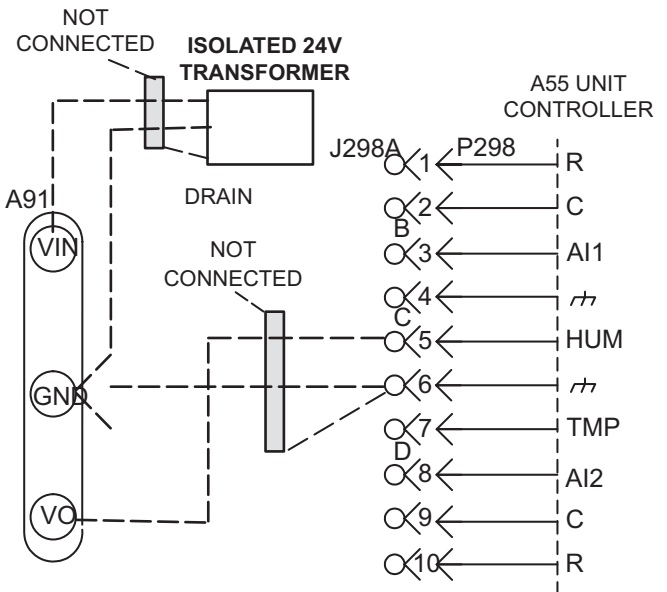 NOT
CONNECTED
ISOLATED 24V
TRANSFORMER
A55 UNIT
CONTROLLER
J298A
P298
1
R
A91
DRAIN
2
C
B
VIN
NOT
CONNECTED
3
AI1
4
C
5
HUM
GND
6
7
TMP
D
8
AI2
VO
9
C
10
R